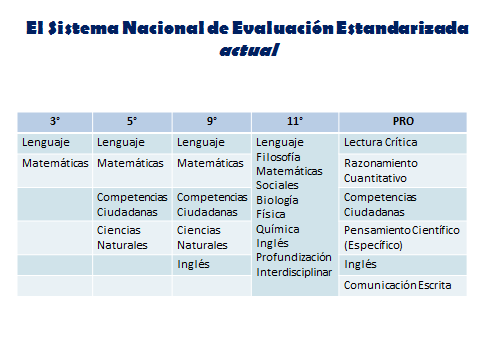 El Sistema Nacional de Evaluación Estandarizada
actual
3° 5° 9° 11° PRO
Lenguaje Lenguaje Lenguaje Lenguaje Lectura Crítica
Filosofía
Matemáticas Matemáticas Matemáticas Matemáticas Razonamiento
Sociales Cuantitativo
Competencias Competencias Biología Competencias
Ciudadanas Ciudadanas Física Ciudadanas
Ciencias Ciencias Química Pensamiento Científico
Naturales Naturales Inglés (Específico)
Profundización
Inglés Interdisciplinar Inglés
Comunicación Escrita